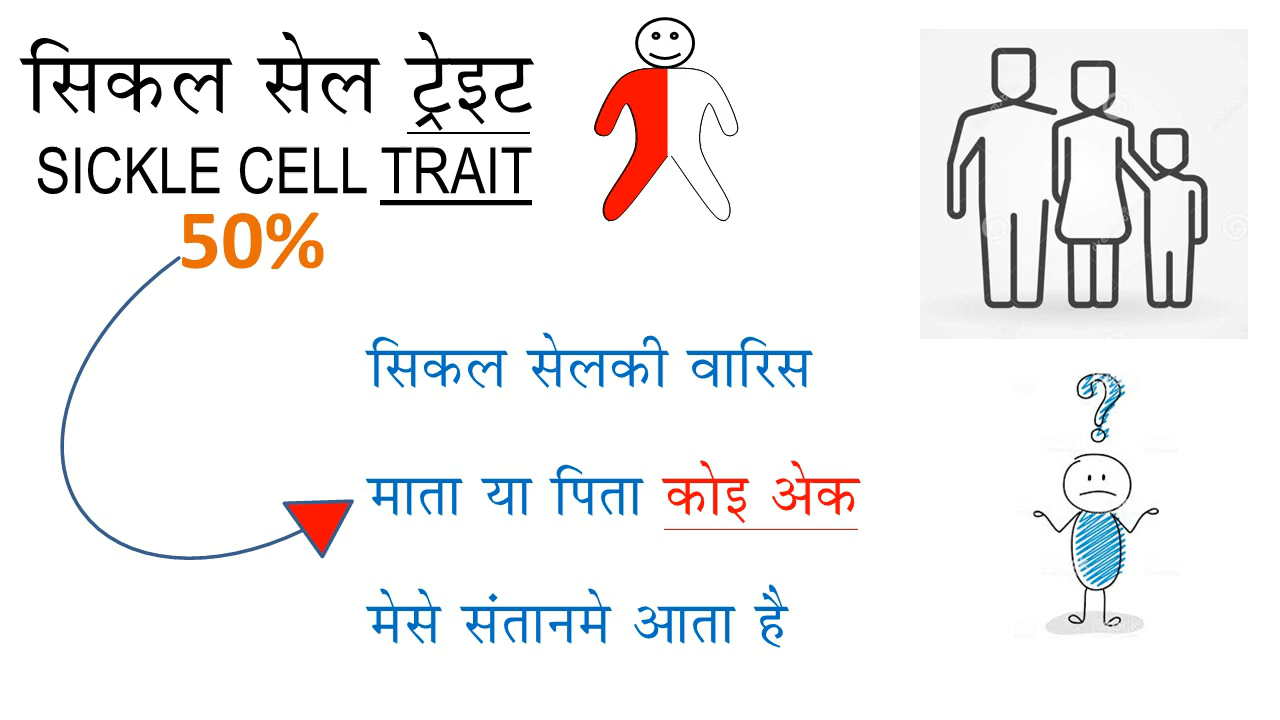 सिकल सेल ट्रेइट
SICKLE CELL TRAIT
50%
सिकल सेलकी वारिस
माता या पिता कोइ अेक
मेसे संतानमे आता है